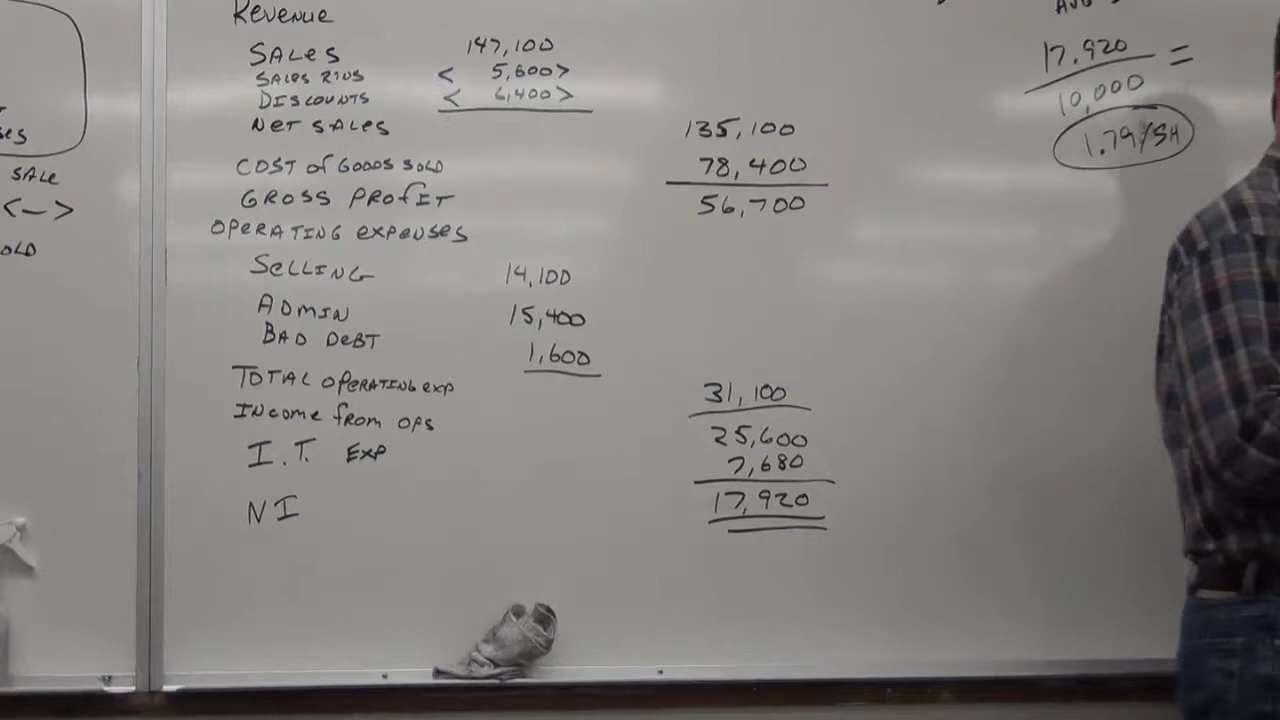 Revenue
SALES 147,100
SALES RTNS < 5,600>
DISCOUNTS < 6,400>
NET SALES 135,100
COST of GOODS SOLD 78,400
GROSS PROFIT 56,700
OPERATING expenses
SELLING 14,100
ADMIN 15,400
BAD DEBT 1,600
TOTAL OPERATING EXP 31,100
INcome from OPS 25,600
I.T. EXP 7,680
NI 17,920
17,920 =
10,000
1.79/SH
SALE
<->
OLD